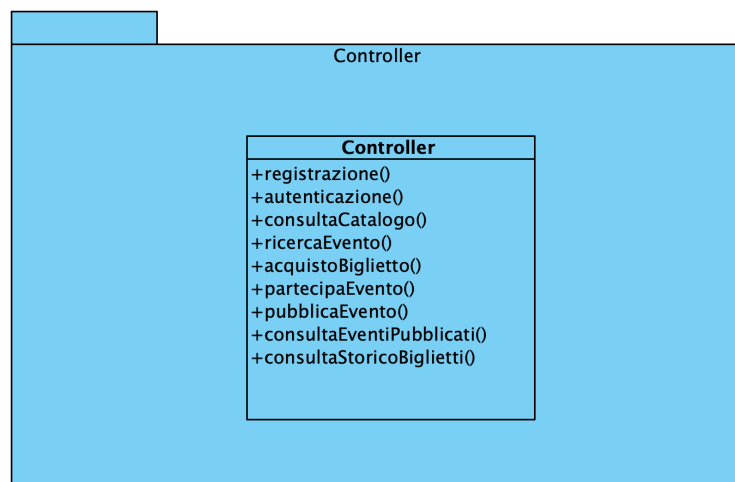 Controller
Controller
+registrazione()
+autenticazione()
+consultaCatalogo()
+ricercaEvento()
+acquistoBiglietto()
+partecipaEvento()
+pubblicaEvento()
+consultaEventiPubblicati()
+consultaStoricoBiglietti()